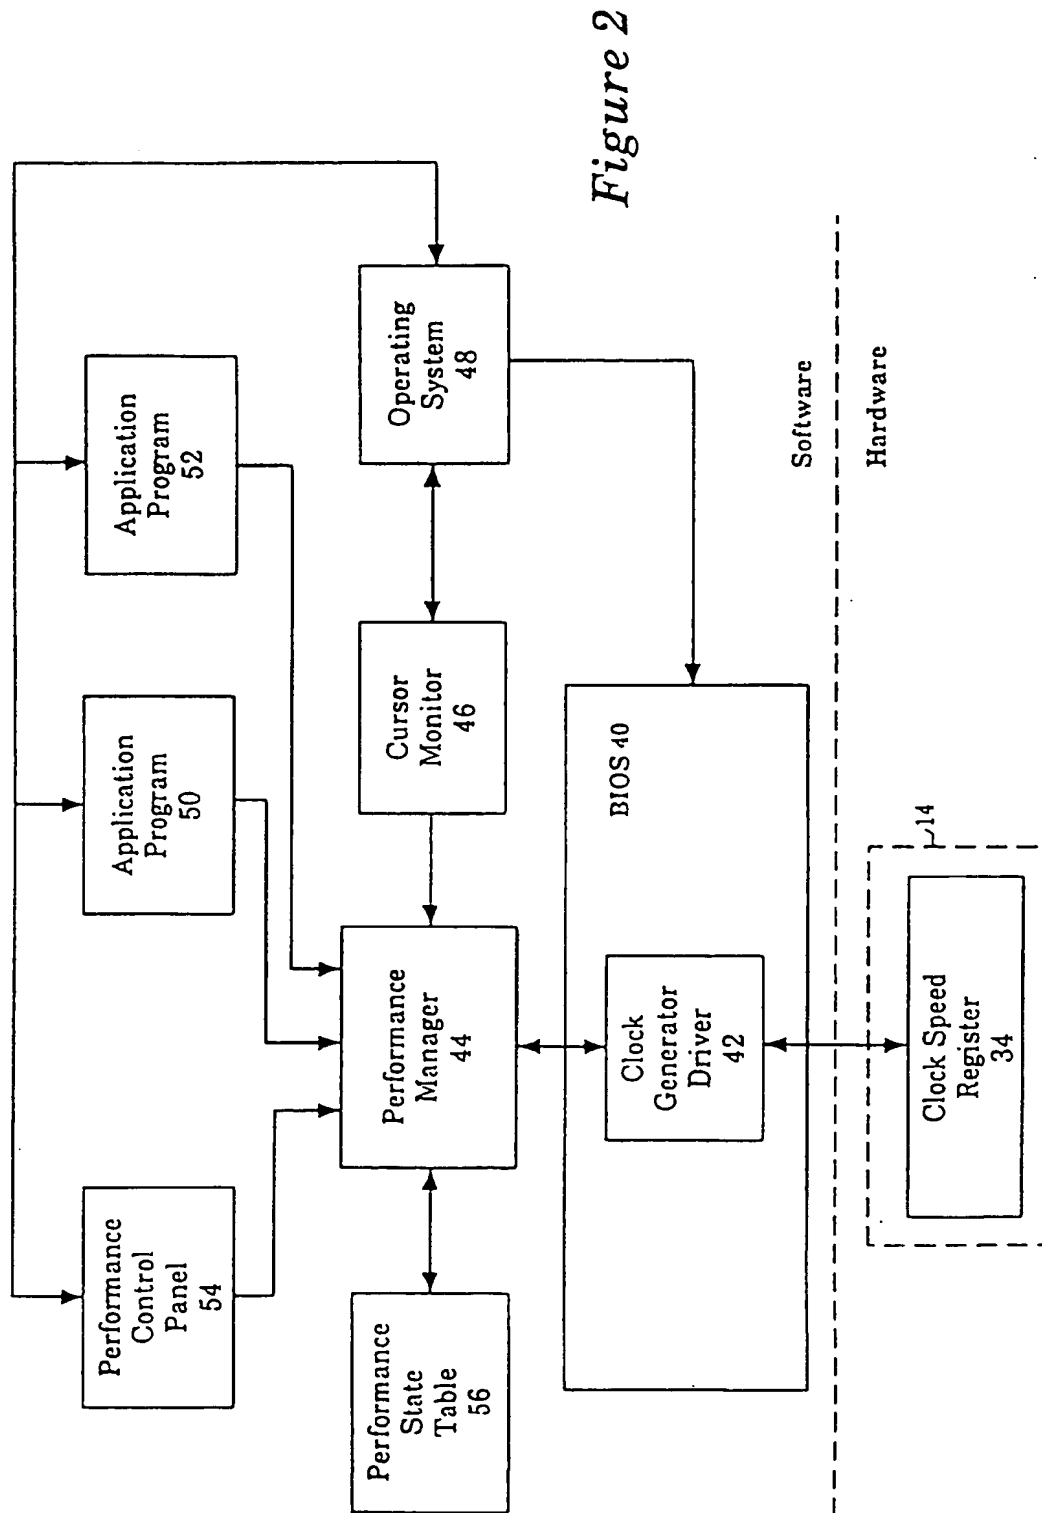 Performance
Control
Panel
54
Application
Program
50
Application
Program
52
Performance
State
Table
56
Performance
Manager
44
Cursor
Monitor
46
Operating
System
48
BIOS 40
Clock
Generator
Driver
42
Software
Hardware
14
Clock Speed
Register
34
Figure 2